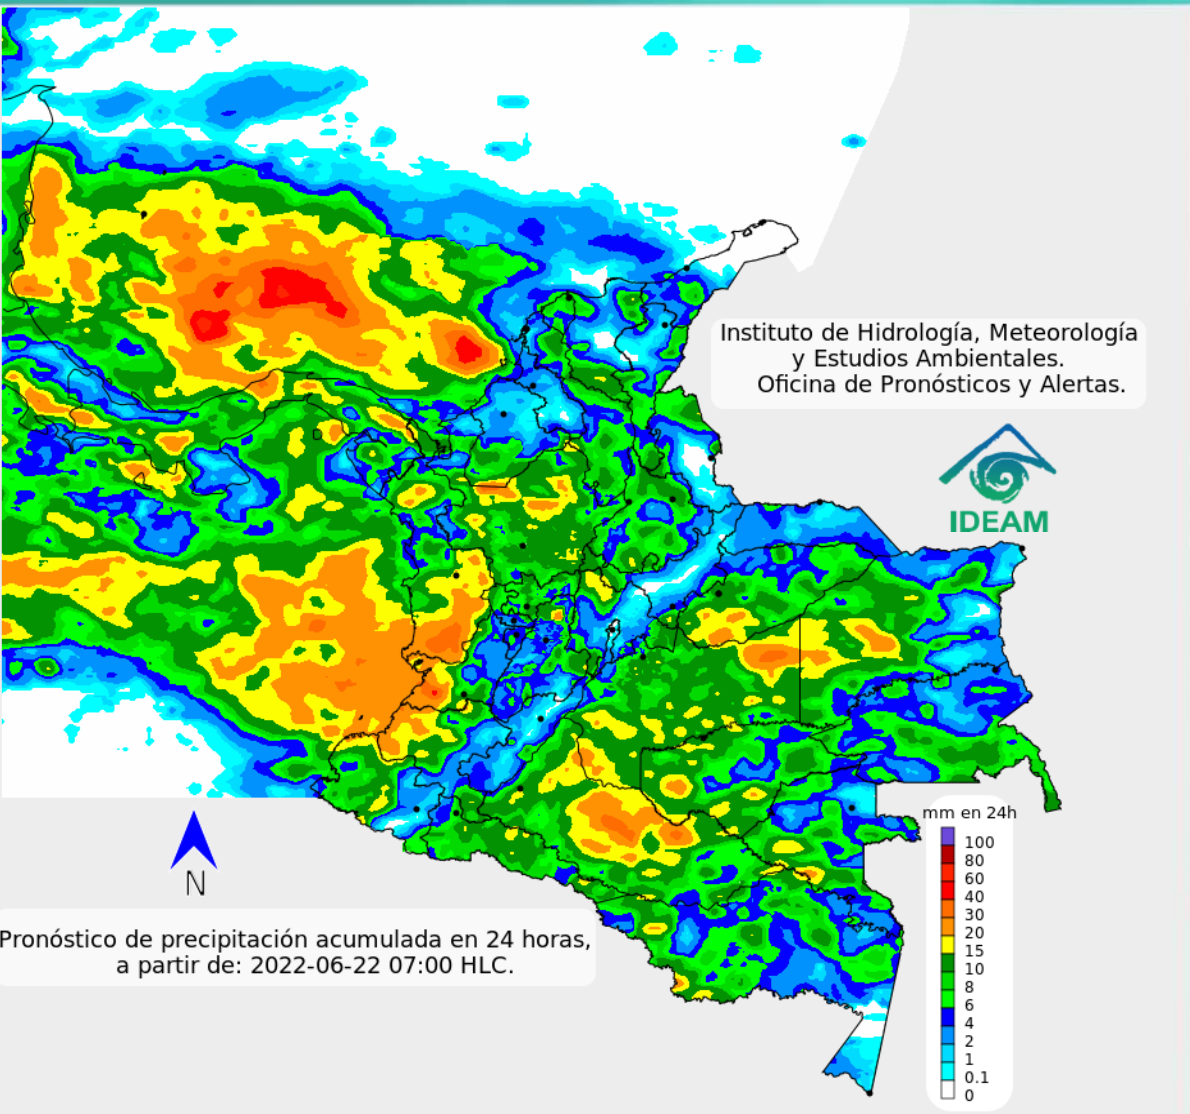 Instituto de Hidrología, Meteorología
y Estudios Ambientales.
Oficina de Pronósticos y Alertas.
IDEAM
mm en 24h
100
80
60
40
30
20
15
10
8
6
4
2
1
0.1
0
N
Pronóstico de precipitación acumulada en 24 horas,
a partir de: 2022-06-22 07:00 HLC.